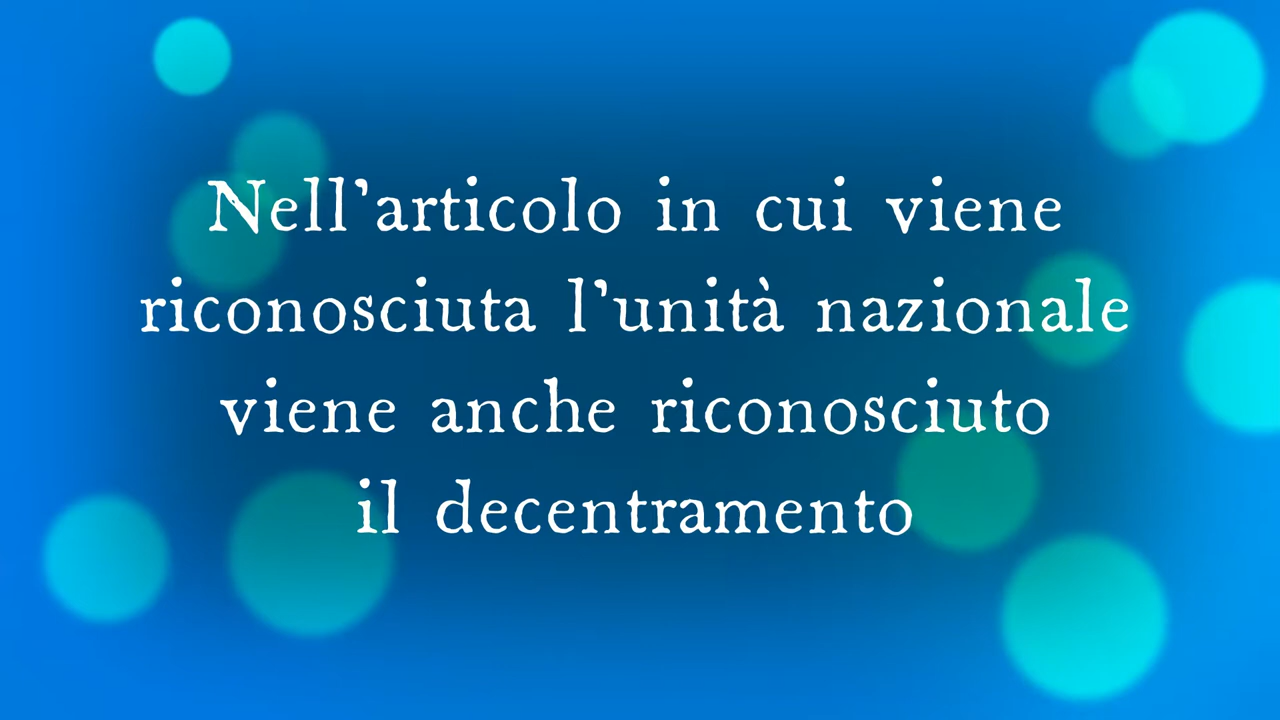 Nell’articolo in cui viene
riconosciuta l’unità nazionale
viene anche riconosciuto
il decentramento